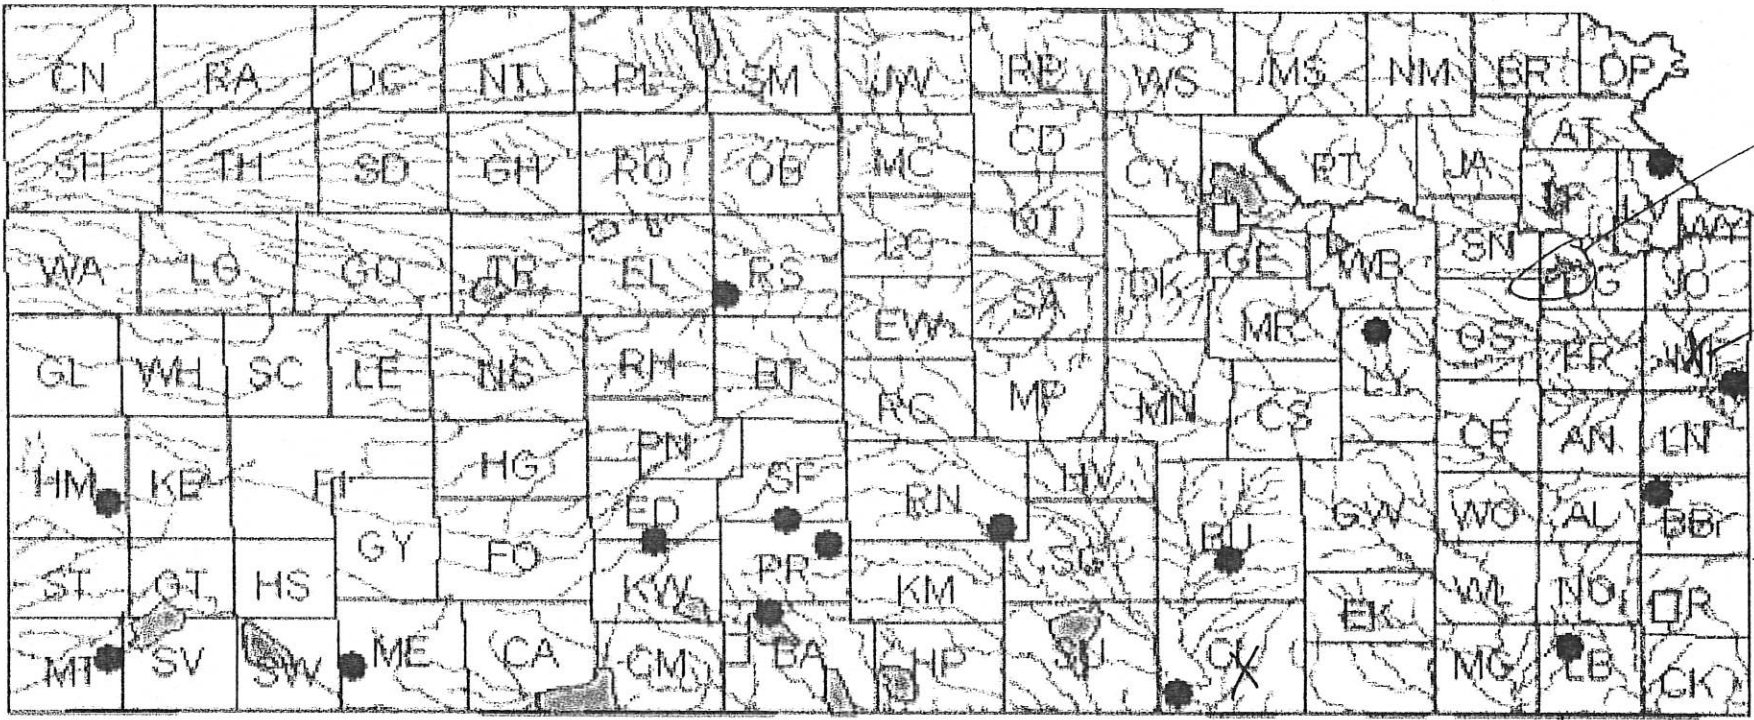 CN RA DC NT PL SM JW RP WS MS NM BR DP
SH TH SD GH RO OB MC CD CY PT JA AT
OT JF LV
WA LG GO TR EL RS LC GE WB SN DG WY
SA DK JO
GL WH SC LE NS RH BT EW MR LY OS FR
RC MP MN CS CF AN LN
HM KE FI HG PN SF RN HV GW WO AL BB
GY FO ED BU
ST GT HS KW PR KM SG EK WL NO CR
MT SV SW ME CA CM BA HP SU CL MG LB CK